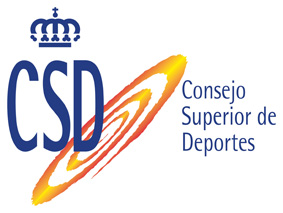 CSD
Consejo
Superior de
Deportes